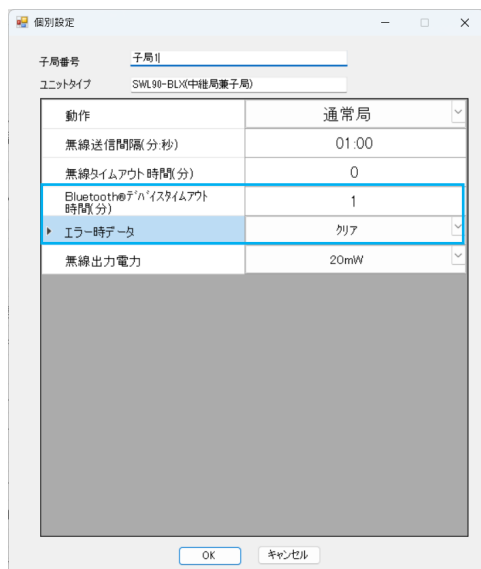 個別設定
子局番号 子局1
ユニットタイプ SWL90-BLX(中継局兼子局)
動作 通常局
無線送信間隔(分:秒) 01:00
無線タイムアウト時間(分) 0
Bluetooth®ﾃﾞﾊﾞｲｽﾀｲﾑｱｳﾄ
時間(分) 1
エラー時データ ｸﾘｱ
無線出力電力 20mW
OK キャンセル